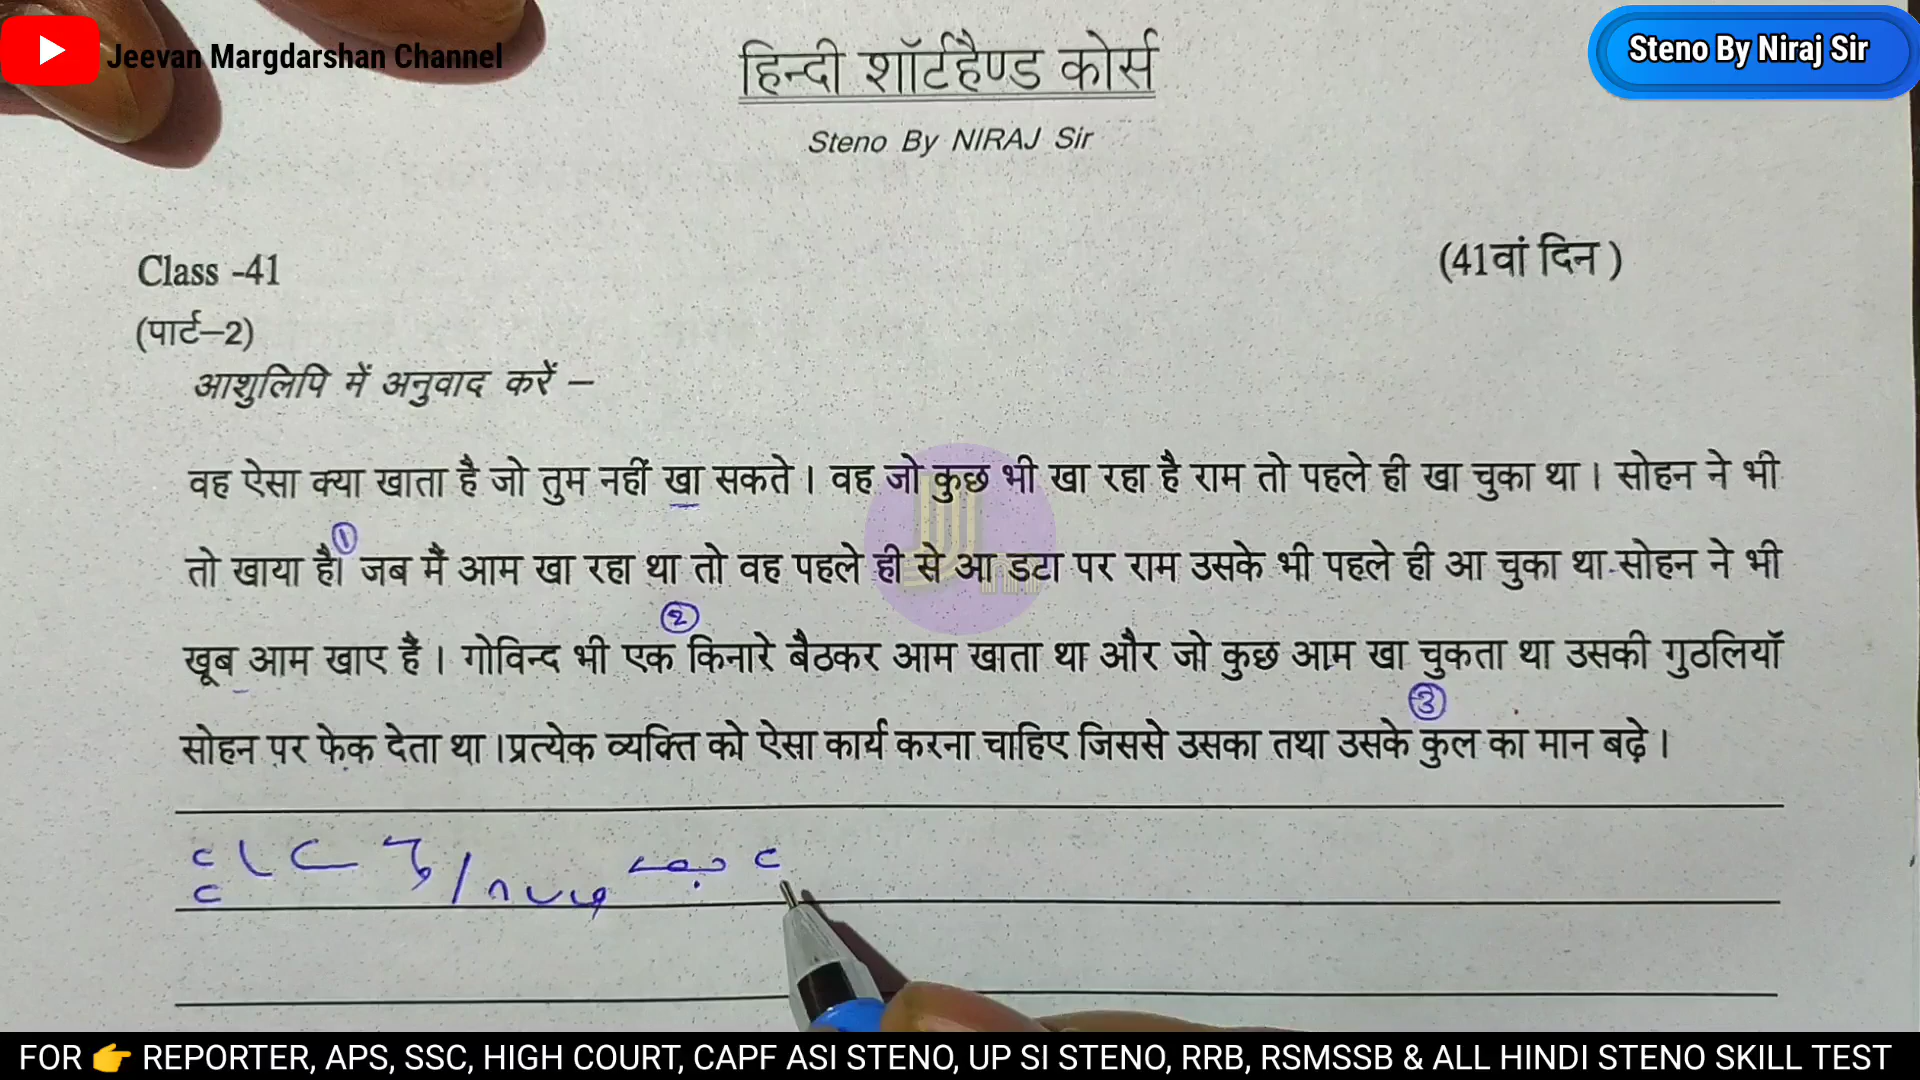 Jeevan Margdarshan Channel
हिन्दी शॉर्टहैण्ड कोर्स
Steno By Niraj Sir
Steno By NIRAJ Sir
Class -41
(41वां दिन )
(पार्ट–2)
आशुलिपि में अनुवाद करें –
वह ऐसा क्या खाता है जो तुम नहीं खा सकते । वह जो कुछ भी खा रहा है राम तो पहले ही खा चुका था । सोहन ने भी
①
तो खाया है। जब मैं आम खा रहा था तो वह पहले ही से आ डटा पर राम उसके भी पहले ही आ चुका था सोहन ने भी
②
खूब आम खाए हैं । गोविन्द भी एक किनारे बैठकर आम खाता था और जो कुछ आम खा चुकता था उसकी गुठलियॉ
③
सोहन पर फेक देता था ।प्रत्येक व्यक्ति को ऐसा कार्य करना चाहिए जिससे उसका तथा उसके कुल का मान बढ़े ।
FOR 👉 REPORTER, APS, SSC, HIGH COURT, CAPF ASI STENO, UP SI STENO, RRB, RSMSSB & ALL HINDI STENO SKILL TEST